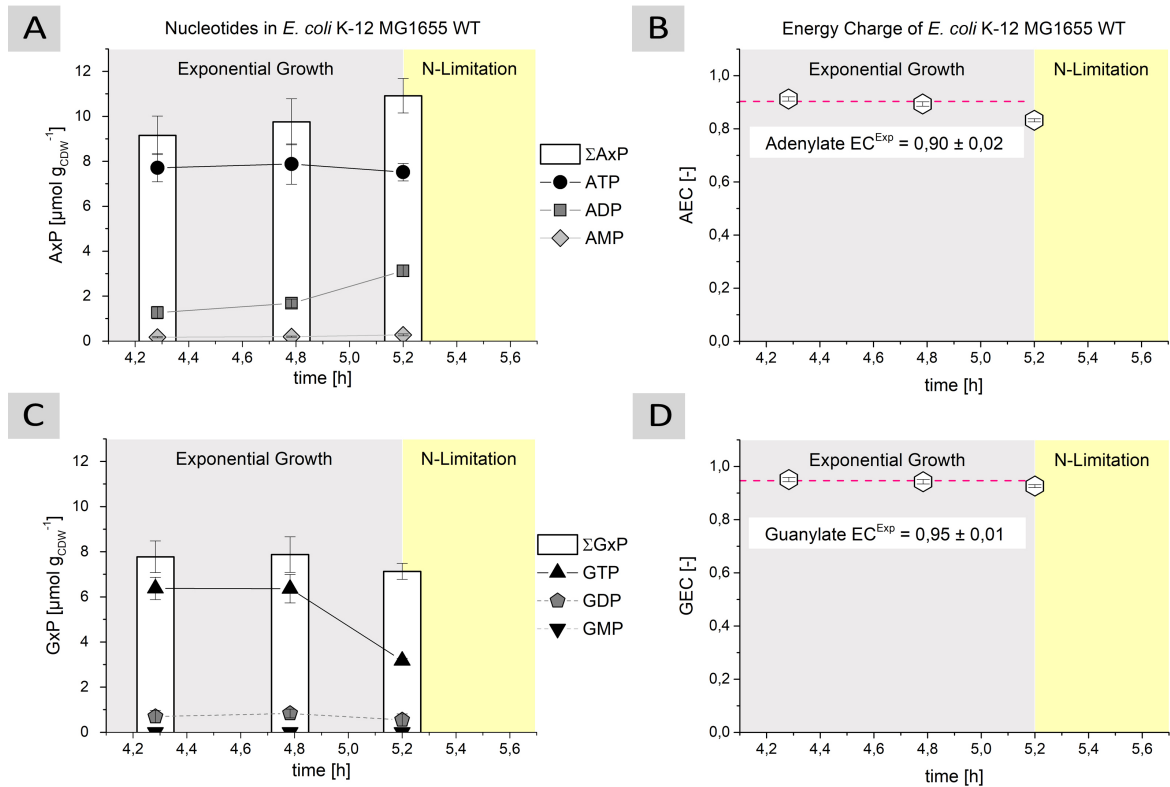 A
Nucleotides in E. coli K-12 MG1655 WT
Exponential Growth
N-Limitation
12
10
8
6
4
2
0
AxP [µmol gCDW⁻¹]
4,2 4,4 4,6 4,8 5,0 5,2 5,4 5,6
time [h]
ΣAxP
ATP
ADP
AMP
B
Energy Charge of E. coli K-12 MG1655 WT
Exponential Growth
N-Limitation
1,0
0,8
0,6
0,4
0,2
0,0
AEC [-]
Adenylate ECᴱˣᵖ = 0,90 ± 0,02
4,2 4,4 4,6 4,8 5,0 5,2 5,4 5,6
time [h]
C
Exponential Growth
N-Limitation
12
10
8
6
4
2
0
GxP [µmol gCDW⁻¹]
4,2 4,4 4,6 4,8 5,0 5,2 5,4 5,6
time [h]
ΣGxP
GTP
GDP
GMP
D
Exponential Growth
N-Limitation
1,0
0,8
0,6
0,4
0,2
0,0
GEC [-]
Guanylate ECᴱˣᵖ = 0,95 ± 0,01
4,2 4,4 4,6 4,8 5,0 5,2 5,4 5,6
time [h]